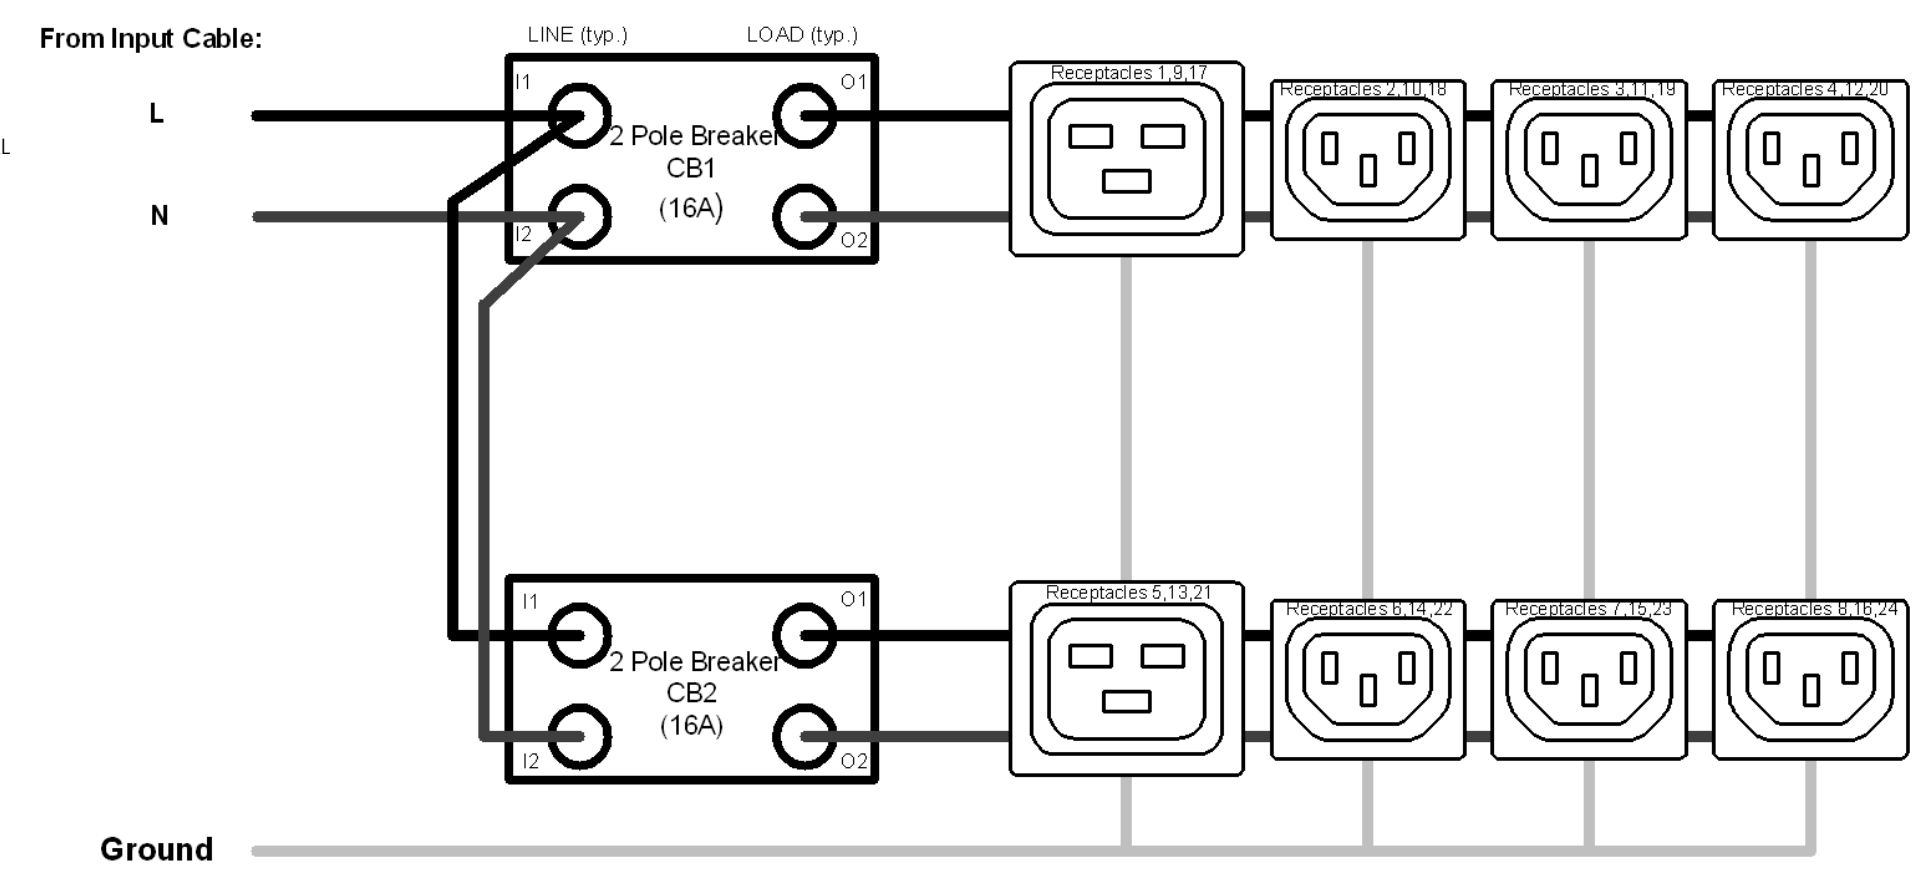 From Input Cable:
LINE (typ.)
LOAD (typ.)
L
N
L
I1
O1
2 Pole Breaker
CB1
(16A)
I2
O2
Receptacles 1,9,17
Receptacles 2,10,18
Receptacles 3,11,19
Receptacles 4,12,20
I1
O1
2 Pole Breaker
CB2
(16A)
I2
O2
Receptacles 5,13,21
Receptacles 6,14,22
Receptacles 7,15,23
Receptacles 8,16,24
Ground